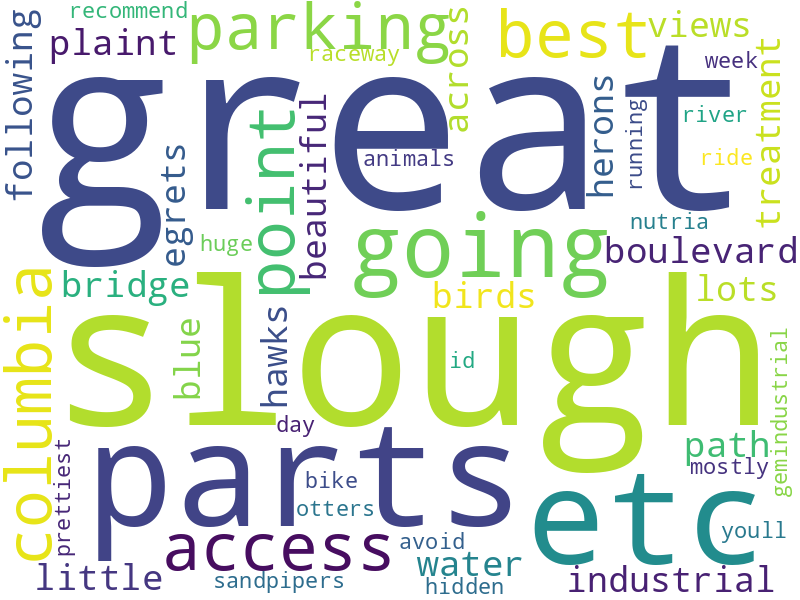 recommend
parking
best
views
plaint
raceway
across
following
great
week
treatment
herons
running
river
ride
animals
point
beautiful
egrets
nutria
huge
going
boulevard
columbia
bridge
birds
lots
slough
blue
hawks
id
gemindustrial
day
parts
path
mostly
prettiest
bike
etc
otters
youll
access
avoid
water
little
sandpipers
hidden
industrial